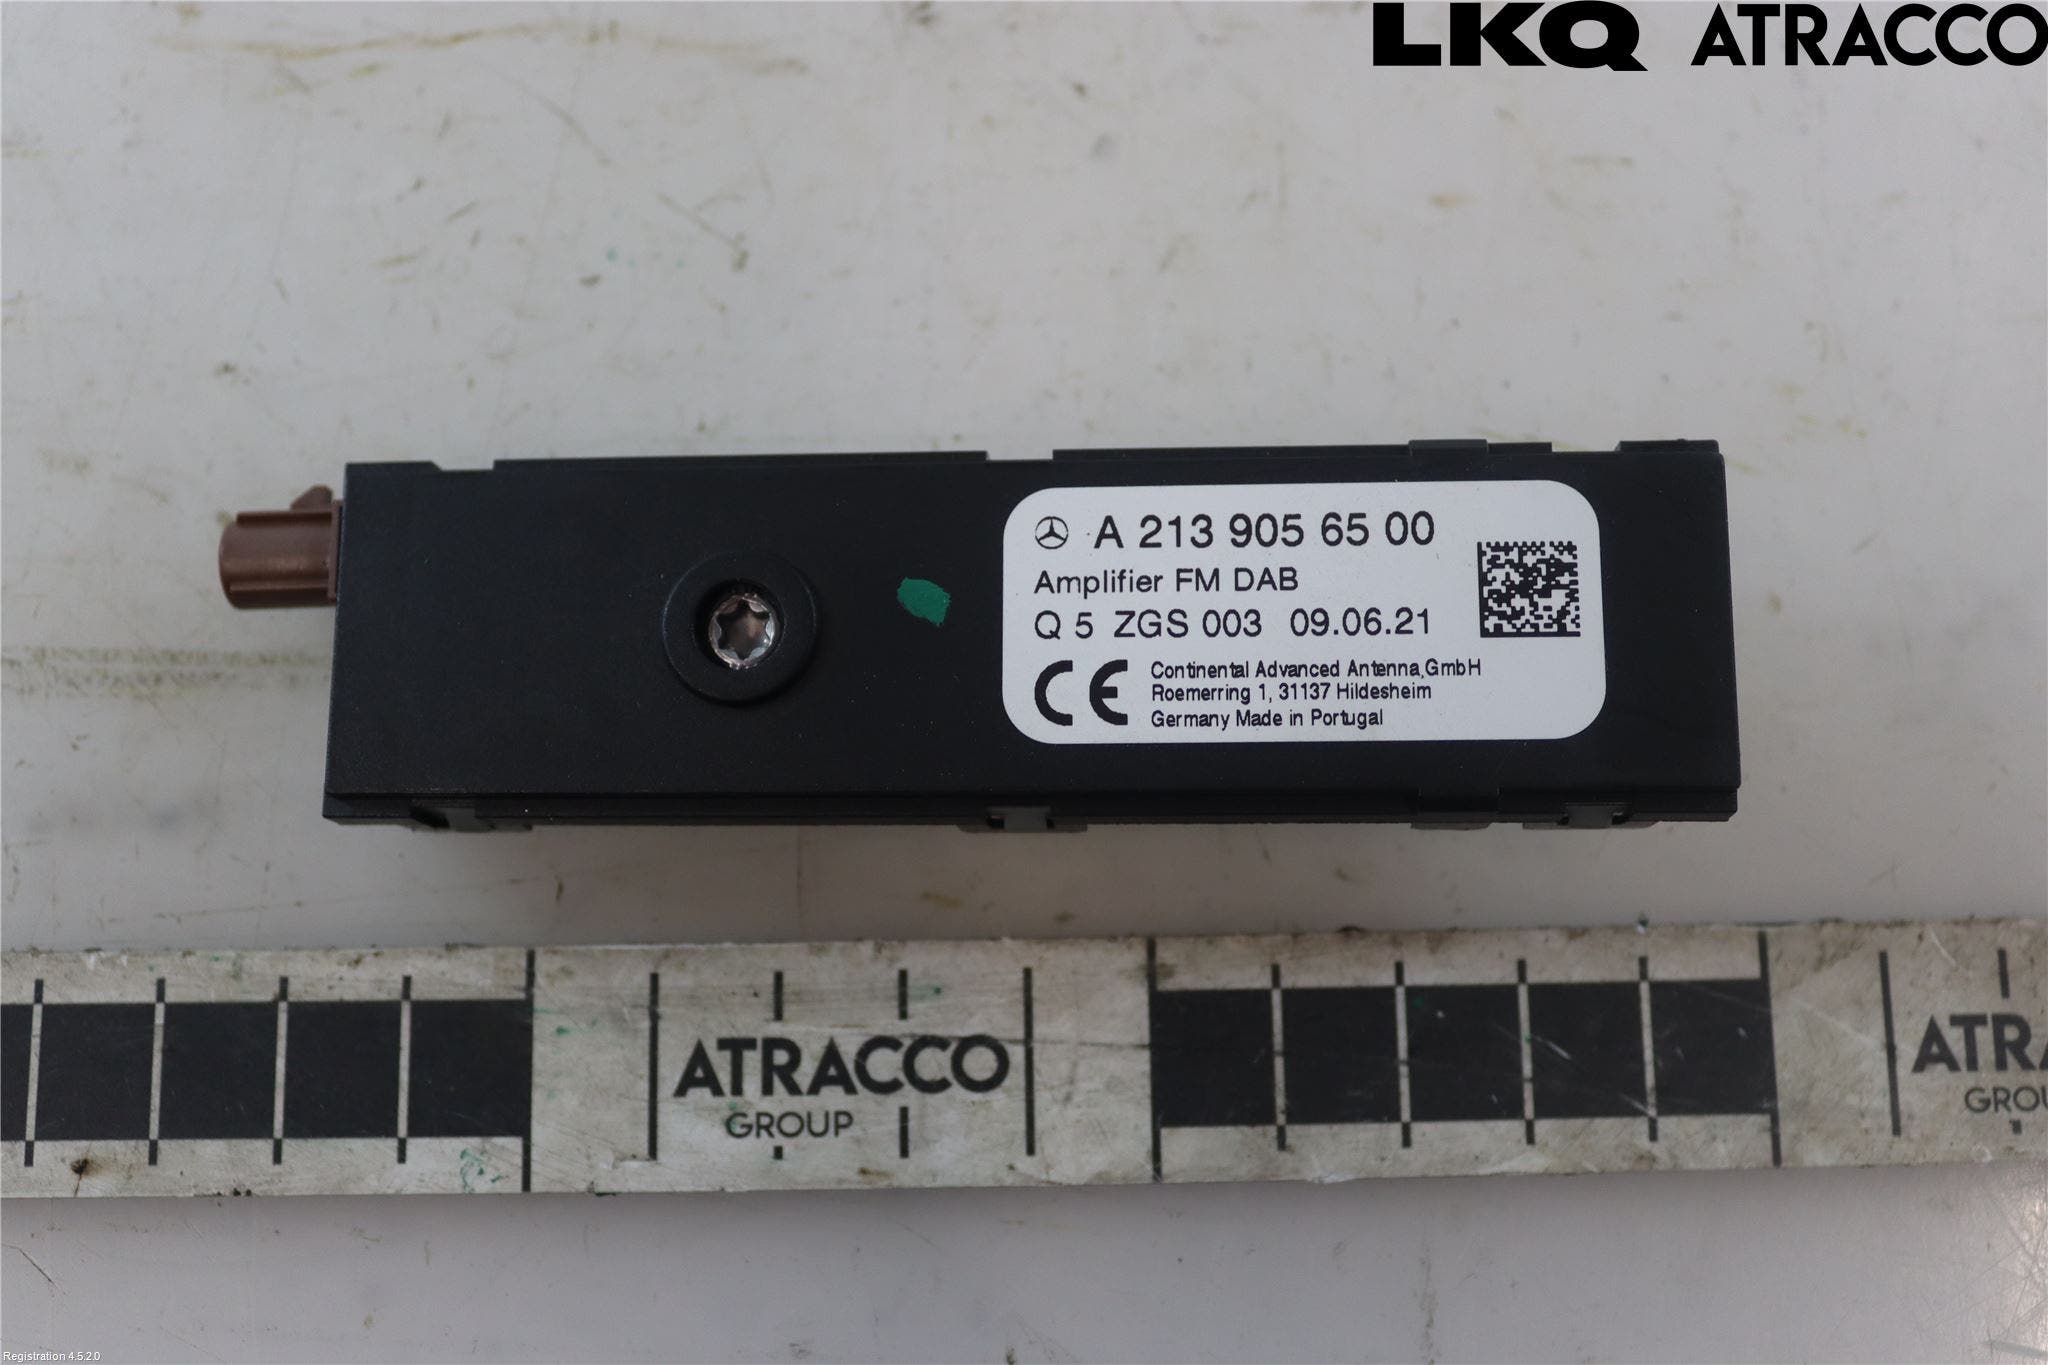 LKQ ATRACCO
A 213 905 65 00
Amplifier FM DAB
Q 5 ZGS 003 09.06.21
CE Continental Advanced Antenna,GmbH
Roemerring 1, 31137 Hildesheim
Germany Made in Portugal
ATRACCO
GROUP
ATRA
GROU
Registration 4.5.2.0